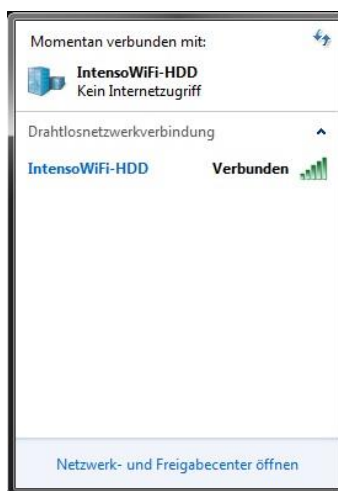 Momentan verbunden mit:
IntensoWiFi-HDD
Kein Internetzugriff
Drahtlosnetzwerkverbindung
IntensoWiFi-HDD Verbunden
Netzwerk- und Freigabecenter öffnen